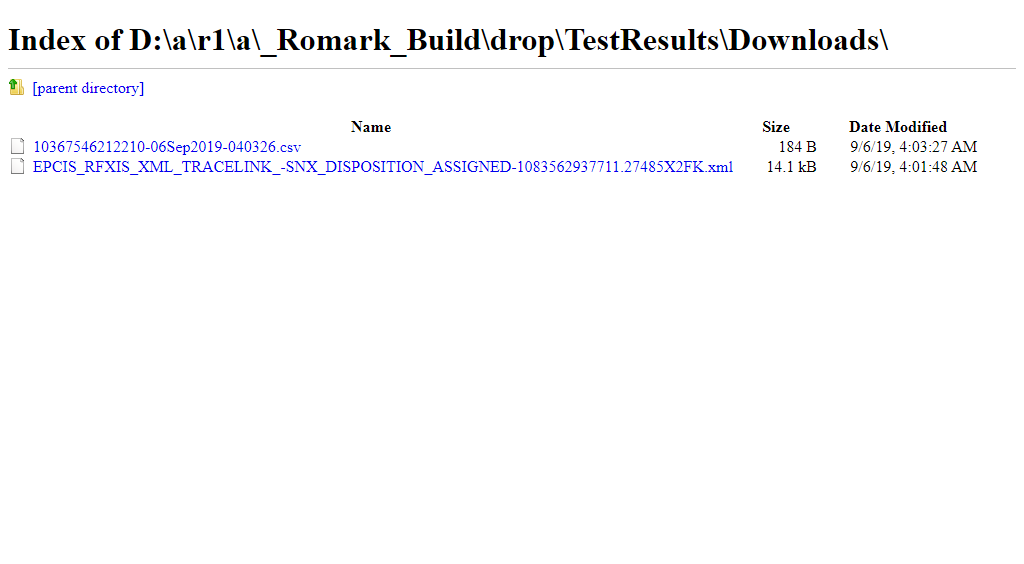 Index of D:\a\r1\a\_Romark_Build\drop\TestResults\Downloads\
[parent directory]
Name Size Date Modified
10367546212210-06Sep2019-040326.csv 184 B 9/6/19, 4:03:27 AM
EPCIS_RFXIS_XML_TRACELINK_-SNX_DISPOSITION_ASSIGNED-1083562937711.27485X2FK.xml 14.1 kB 9/6/19, 4:01:48 AM